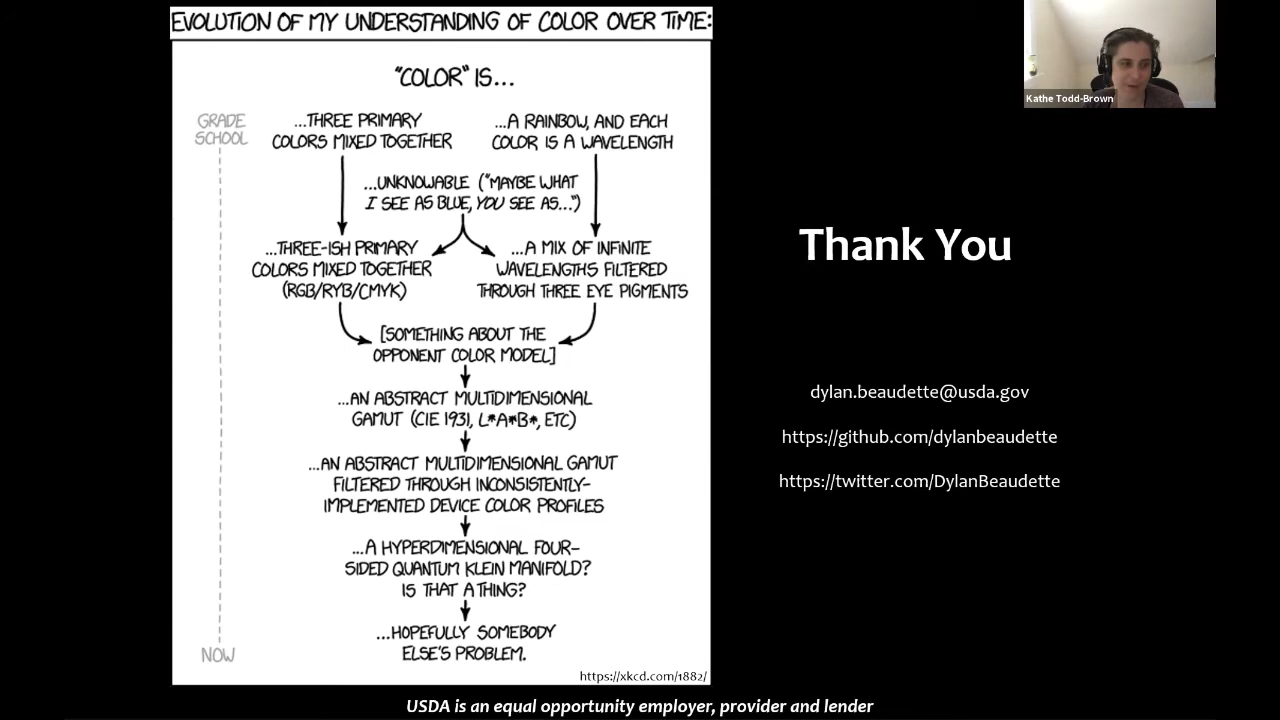 EVOLUTION OF MY UNDERSTANDING OF COLOR OVER TIME:
"COLOR" IS...
GRADE
SCHOOL
...THREE PRIMARY
COLORS MIXED TOGETHER
...A RAINBOW, AND EACH
COLOR IS A WAVELENGTH
...UNKNOWABLE ("MAYBE WHAT
I SEE AS BLUE, YOU SEE AS...")
...THREE-ISH PRIMARY
COLORS MIXED TOGETHER
(RGB/RYB/CMYK)
...A MIX OF INFINITE
WAVELENGTHS FILTERED
THROUGH THREE EYE PIGMENTS
[SOMETHING ABOUT THE
OPPONENT COLOR MODEL]
...AN ABSTRACT MULTIDIMENSIONAL
GAMUT (CIE 1931, L*A*B*, ETC)
...AN ABSTRACT MULTIDIMENSIONAL GAMUT
FILTERED THROUGH INCONSISTENTLY-
IMPLEMENTED DEVICE COLOR PROFILES
...A HYPERDIMENSIONAL FOUR-
SIDED QUANTUM KLEIN MANIFOLD?
IS THAT A THING?
...HOPEFULLY SOMEBODY
ELSE'S PROBLEM.
NOW
https://xkcd.com/1882/
Kathe Todd-Brown
Thank You
dylan.beaudette@usda.gov
https://github.com/dylanbeaudette
https://twitter.com/DylanBeaudette
USDA is an equal opportunity employer, provider and lender